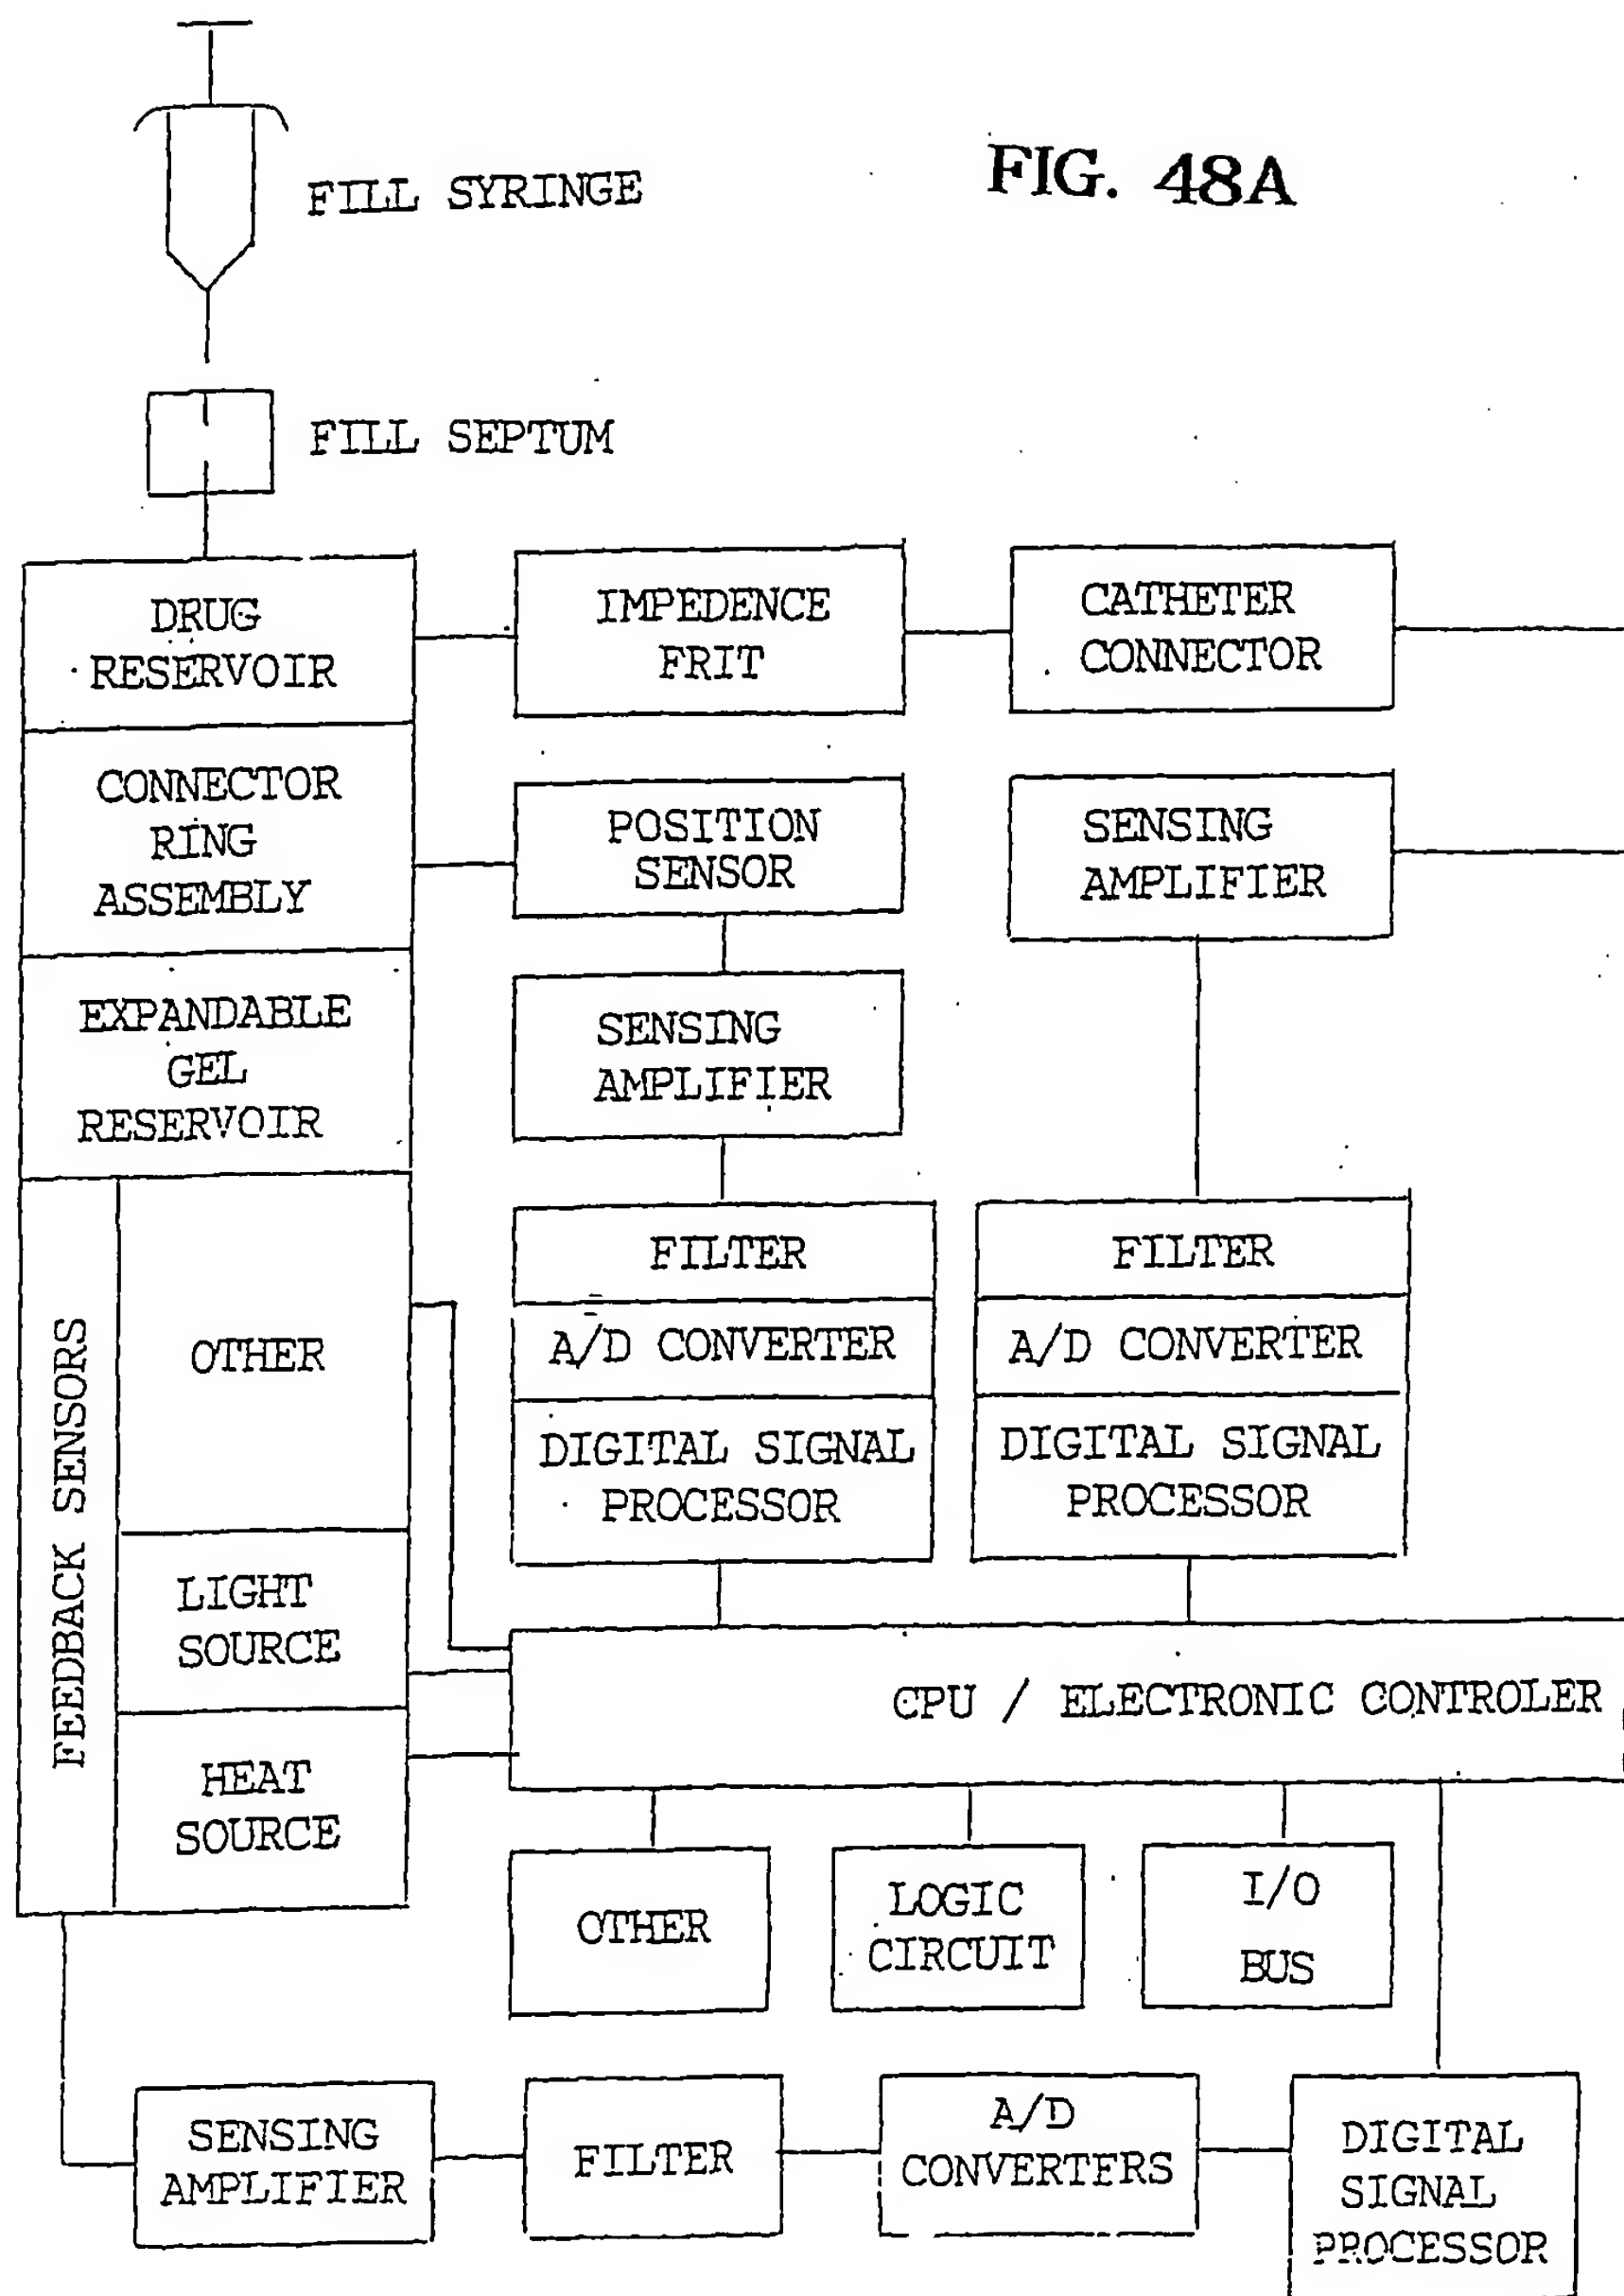 FIG. 48A
FILL SYRINGE
FILL SEPTUM
DRUG
RESERVOIR
IMPEDENCE
FRIT
CATHETER
CONNECTOR
CONNECTOR
RING
ASSEMBLY
POSITION
SENSOR
SENSING
AMPLIFIER
EXPANDABLE
GEL
RESERVOIR
SENSING
AMPLIFIER
FEEDBACK SENSORS
OTHER
LIGHT
SOURCE
HEAT
SOURCE
FILTER
A/D CONVERTER
DIGITAL SIGNAL
PROCESSOR
FILTER
A/D CONVERTER
DIGITAL SIGNAL
PROCESSOR
CPU / ELECTRONIC CONTROLER
OTHER
LOGIC
CIRCUIT
I/O
BUS
SENSING
AMPLIFIER
FILTER
A/D
CONVERTERS
DIGITAL
SIGNAL
PROCESSOR